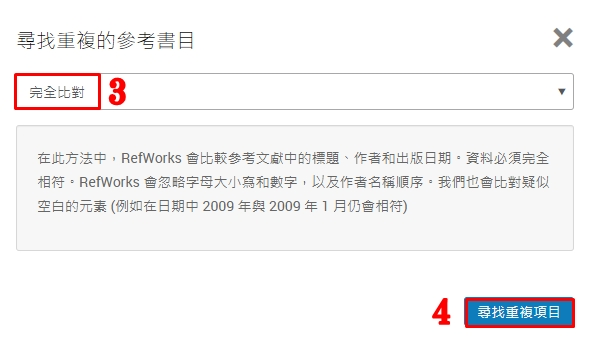 尋找重複的參考書目
完全比對 3
在此方法中，RefWorks 會比較參考文獻中的標題、作者和出版日期。資料必須完全
相符。RefWorks 會忽略字母大小寫和數字，以及作者名稱順序。我們也會比對疑似
空白的元素 (例如在日期中 2009 年與 2009 年 1 月仍會相符)
4 尋找重複項目